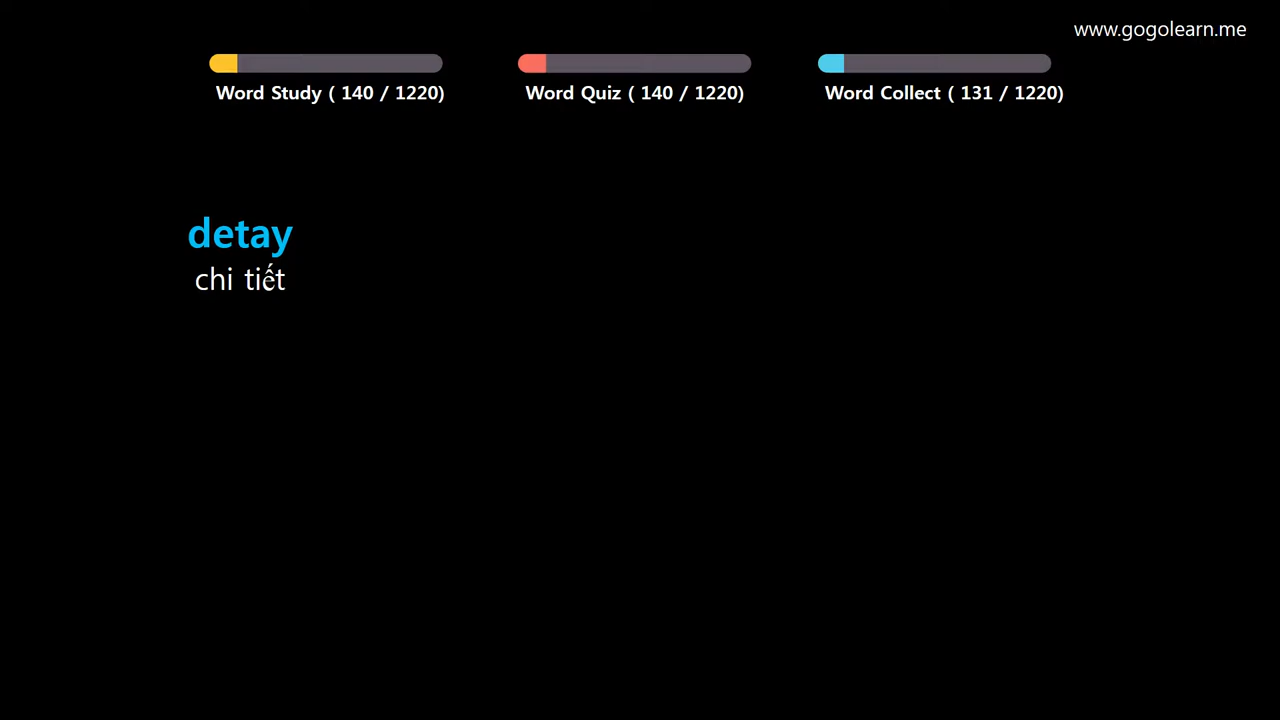 www.gogolearn.me
Word Study ( 140 / 1220)
Word Quiz ( 140 / 1220)
Word Collect ( 131 / 1220)
detay
chi tiết